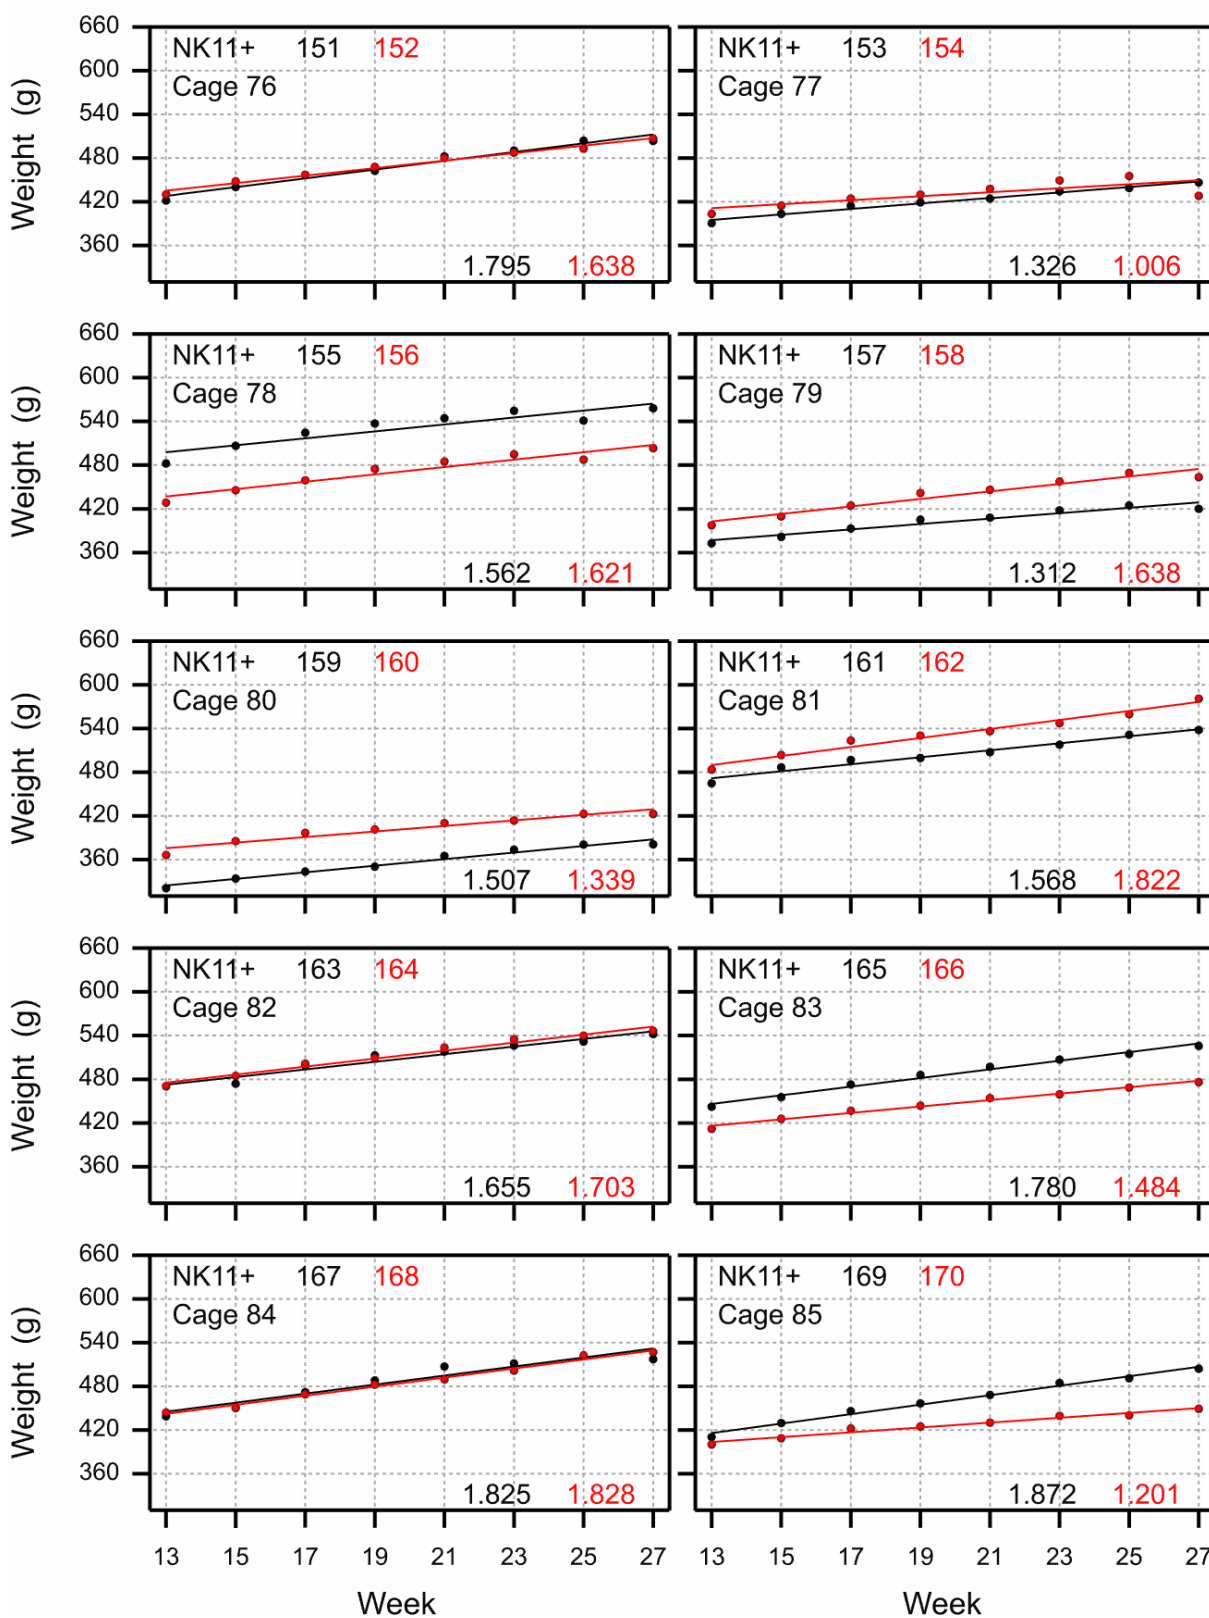 660 NK11+ 151 152 NK11+ 153 154
600 Cage 76 Cage 77
540
480
420
360
1.795 1.638 1.326 1.006
Weight (g)
660 NK11+ 155 156 NK11+ 157 158
600 Cage 78 Cage 79
540
480
420
360
1.562 1.621 1.312 1.638
Weight (g)
660 NK11+ 159 160 NK11+ 161 162
600 Cage 80 Cage 81
540
480
420
360
1.507 1.339 1.568 1.822
Weight (g)
660 NK11+ 163 164 NK11+ 165 166
600 Cage 82 Cage 83
540
480
420
360
1.655 1.703 1.780 1.484
Weight (g)
660 NK11+ 167 168 NK11+ 169 170
600 Cage 84 Cage 85
540
480
420
360
1.825 1.828 1.872 1.201
Weight (g)
13 15 17 19 21 23 25 27 13 15 17 19 21 23 25 27
Week Week